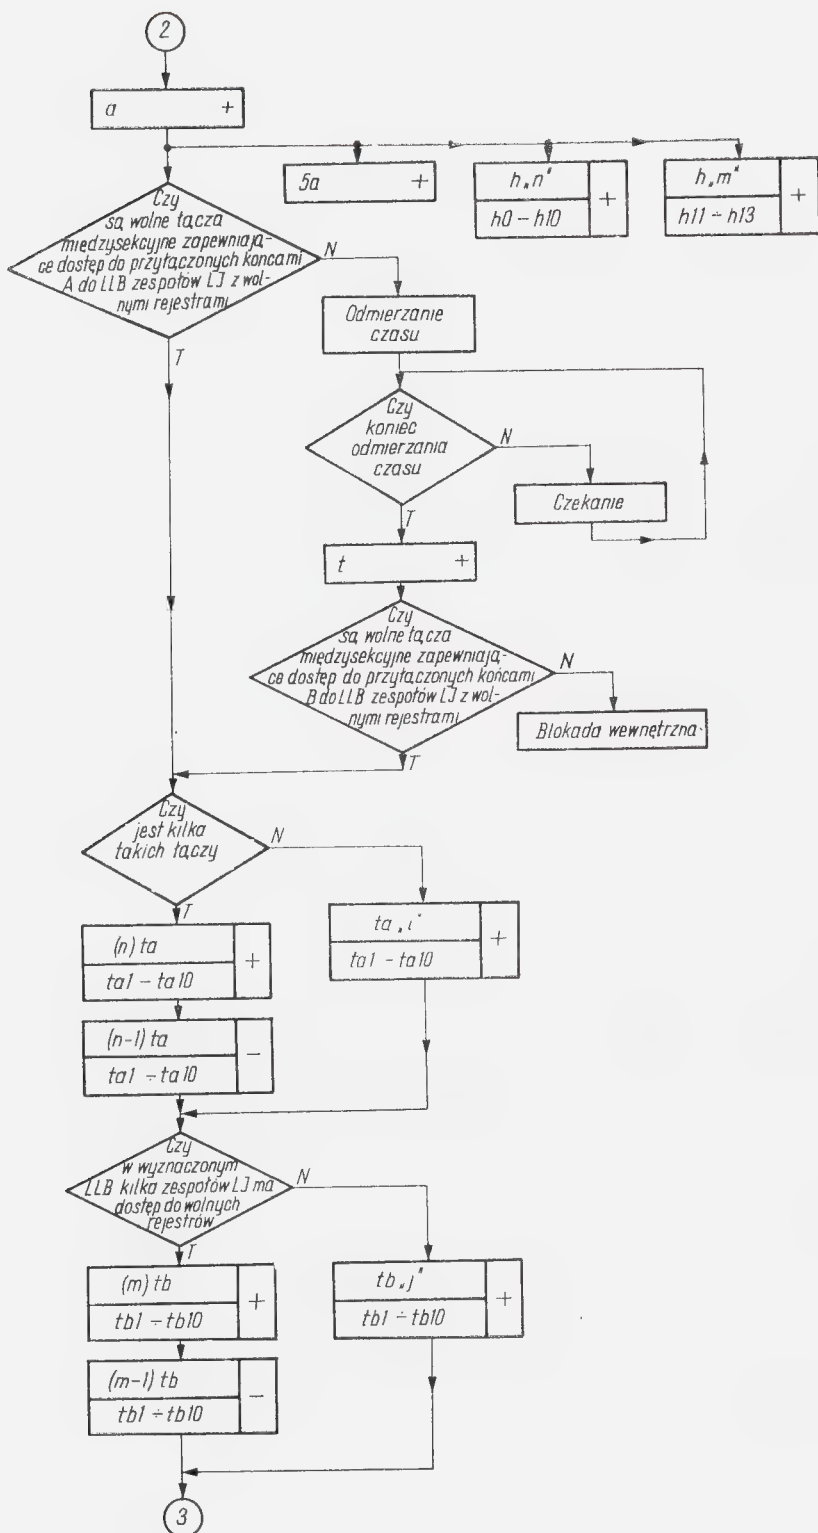 2
a +
5a +
h„n“ +
h0 ÷ h10
h„m“ +
h11 ÷ h13
Czy
są wolne łącza
międzysekcyjne zapewniają-
ce dostęp do przyłączonych końcami
A do LLB zespołów LJ z wol-
nymi rejestrami
N
T
Odmierzanie
czasu
Czy
koniec
odmierzania
czasu
N
T
Czekanie
t +
Czy
są wolne łącza
międzysekcyjne zapewniają-
ce dostęp do przyłączonych końcami
B do LLB zespołów LJ z wol-
nymi rejestrami
N
T
Blokada wewnętrzna
Czy
jest kilka
takich łączy
N
T
(n) ta +
ta1 ÷ ta10
ta„i“ +
ta1 ÷ ta10
(n-1) ta -
ta1 ÷ ta10
Czy
w wyznaczonym
LLB kilka zespołów LJ ma
dostęp do wolnych
rejestrów
N
T
(m) tb +
tb1 ÷ tb10
tb„j“ +
tb1 ÷ tb10
(m-1) tb -
tb1 ÷ tb10
3